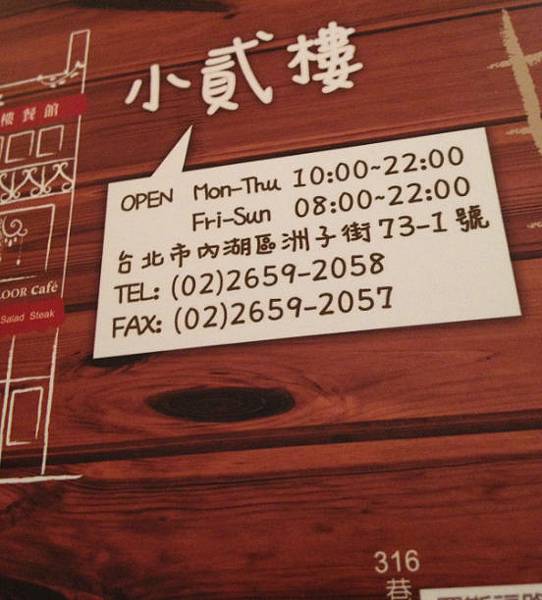 小貳樓
OPEN Mon-Thu 10:00~22:00
Fri-Sun 08:00~22:00
台北市內湖區洲子街73-1號
TEL: (02)2659-2058
FAX: (02)2659-2057
樓餐館
LOOR Café
Salad Steak
316
巷